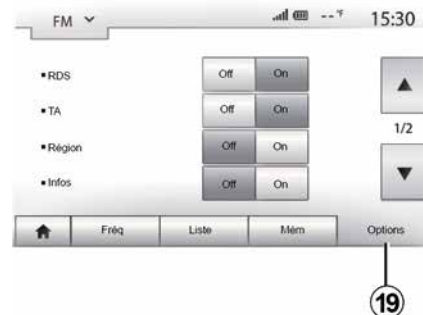 FM -- °F 15:30
▪ RDS Off On
▪ TA Off On
1/2
▪ Région Off On
▪ Infos Off On
Fréq Liste Mém Options
19